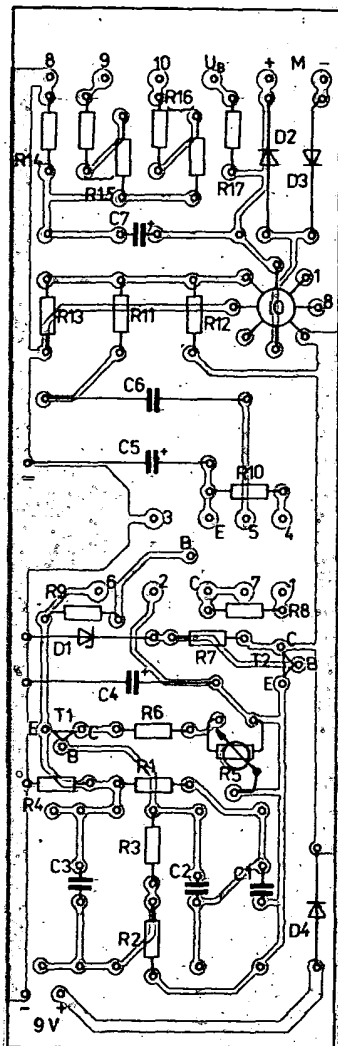 8 9 10 U_B + M -
R16
D2
R14 R15 R17 D3
C7 +
1
8
R13 R11 R12
C6
C5 +
R10
-
3 E 5 4
B
6 2 C 7 1
R9 R8
D1 R7 C
T2 B
C4 +
E
T1 R6
E C
B R5
R4 R1
R3
C3 C2 C1
R2 D4
- +
9 V